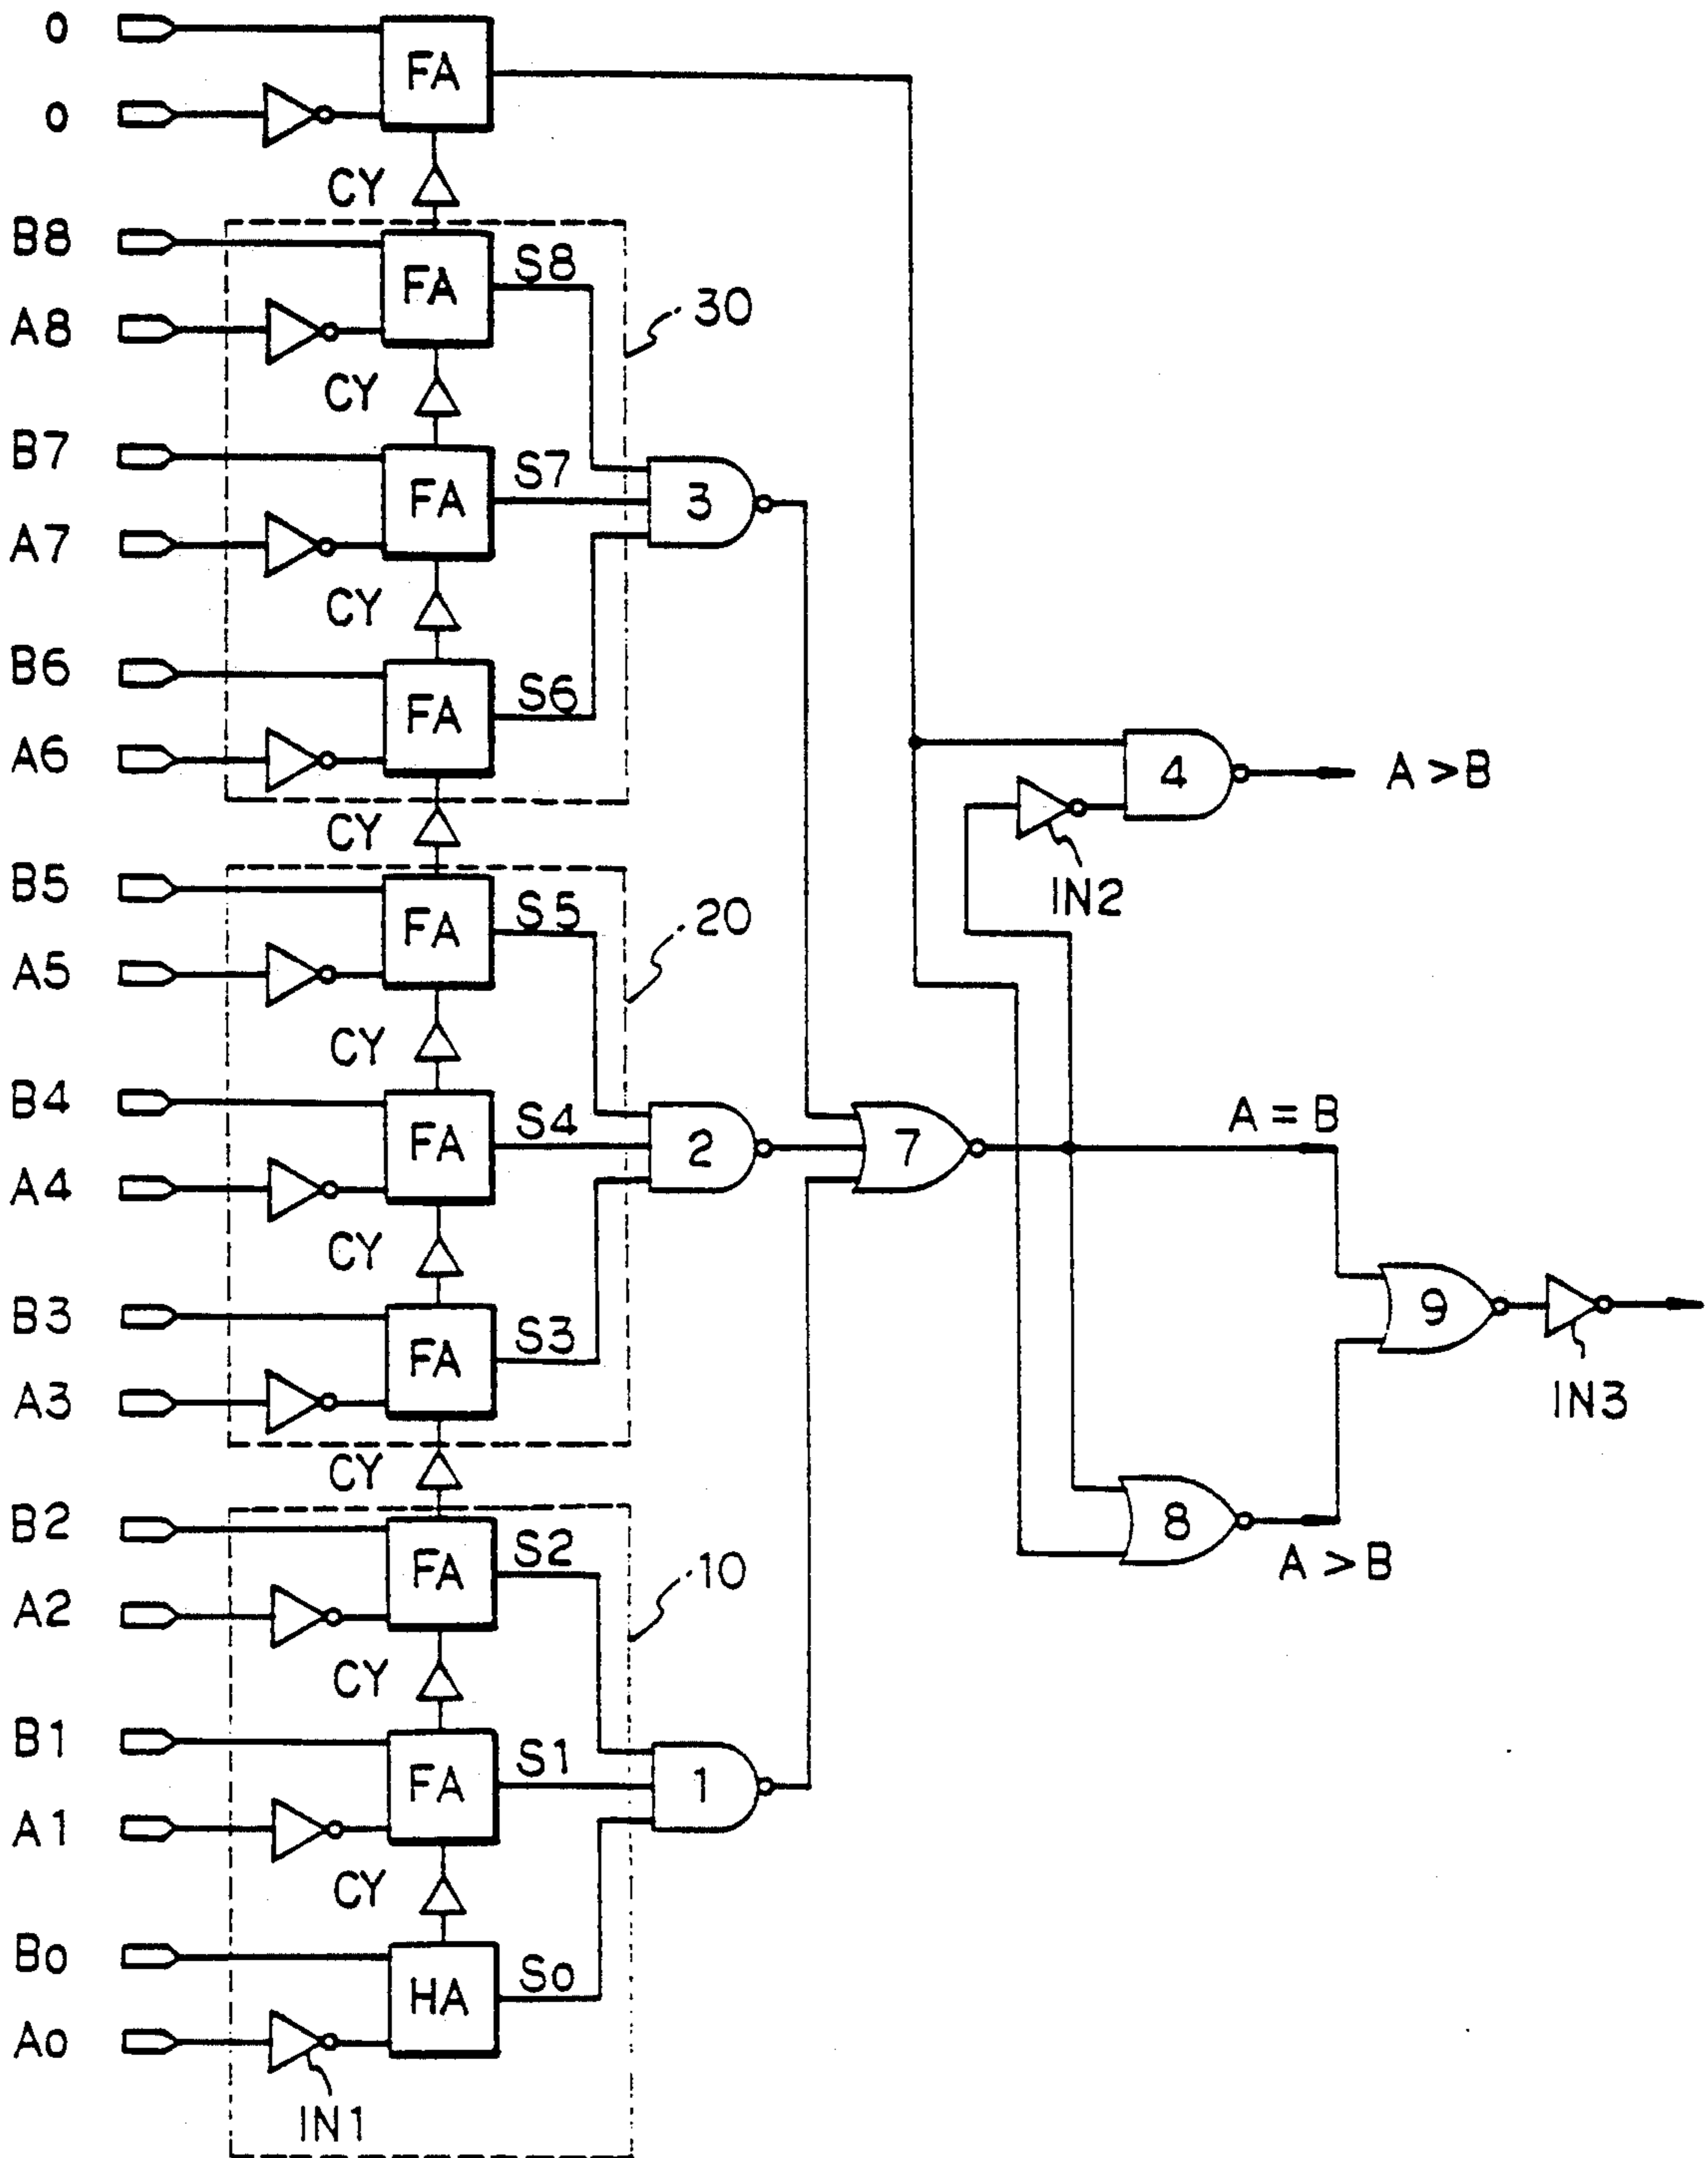 0
FA
0
CY
B8
FA
S8
A8
30
CY
B7
FA
S7
3
A7
CY
B6
FA
S6
A6
4
A > B
CY
IN2
B5
FA
S5
20
A5
CY
B4
FA
S4
2
7
A = B
A4
CY
B3
FA
S3
9
A3
IN3
CY
B2
FA
S2
8
A2
10
A > B
CY
B1
FA
S1
1
A1
CY
Bo
HA
So
Ao
IN1